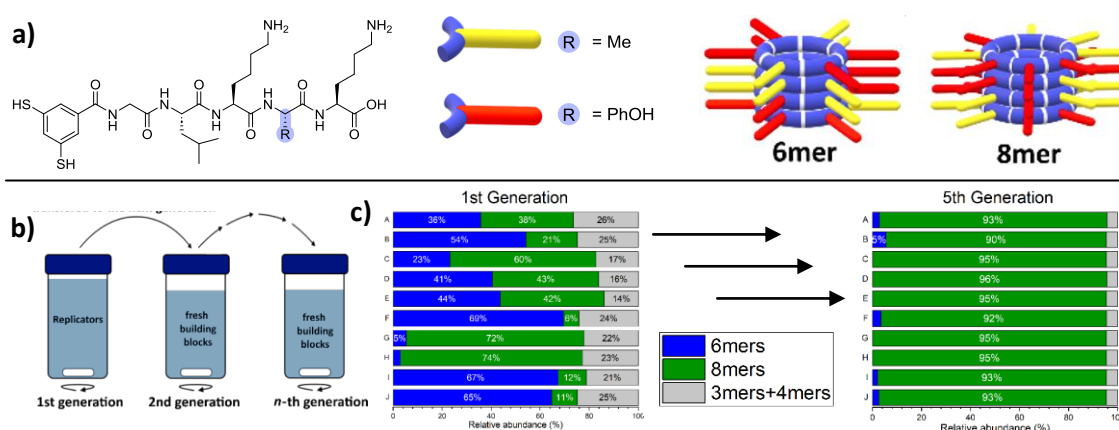 a)
NH2
NH2
HS
SH
O
N
H
H
N
O
O
N
H
H
N
O
R
O
N
H
O
OH
R = Me
R = PhOH
6mer
8mer
b)
Replicators
fresh
building
blocks
fresh
building
blocks
1st generation
2nd generation
n-th generation
c)
1st Generation
A 36% 38% 26%
B 54% 21% 25%
C 23% 60% 17%
D 41% 43% 16%
E 44% 42% 14%
F 69% 6% 24%
G 5% 72% 22%
H 74% 23%
I 67% 12% 21%
J 65% 11% 25%
0 20 40 60 80 100
Relative abundance (%)
6mers
8mers
3mers+4mers
5th Generation
A 93%
B 5% 90%
C 95%
D 96%
E 95%
F 92%
G 95%
H 95%
I 93%
J 93%
0 20 40 60 80
Relative abundance (%)